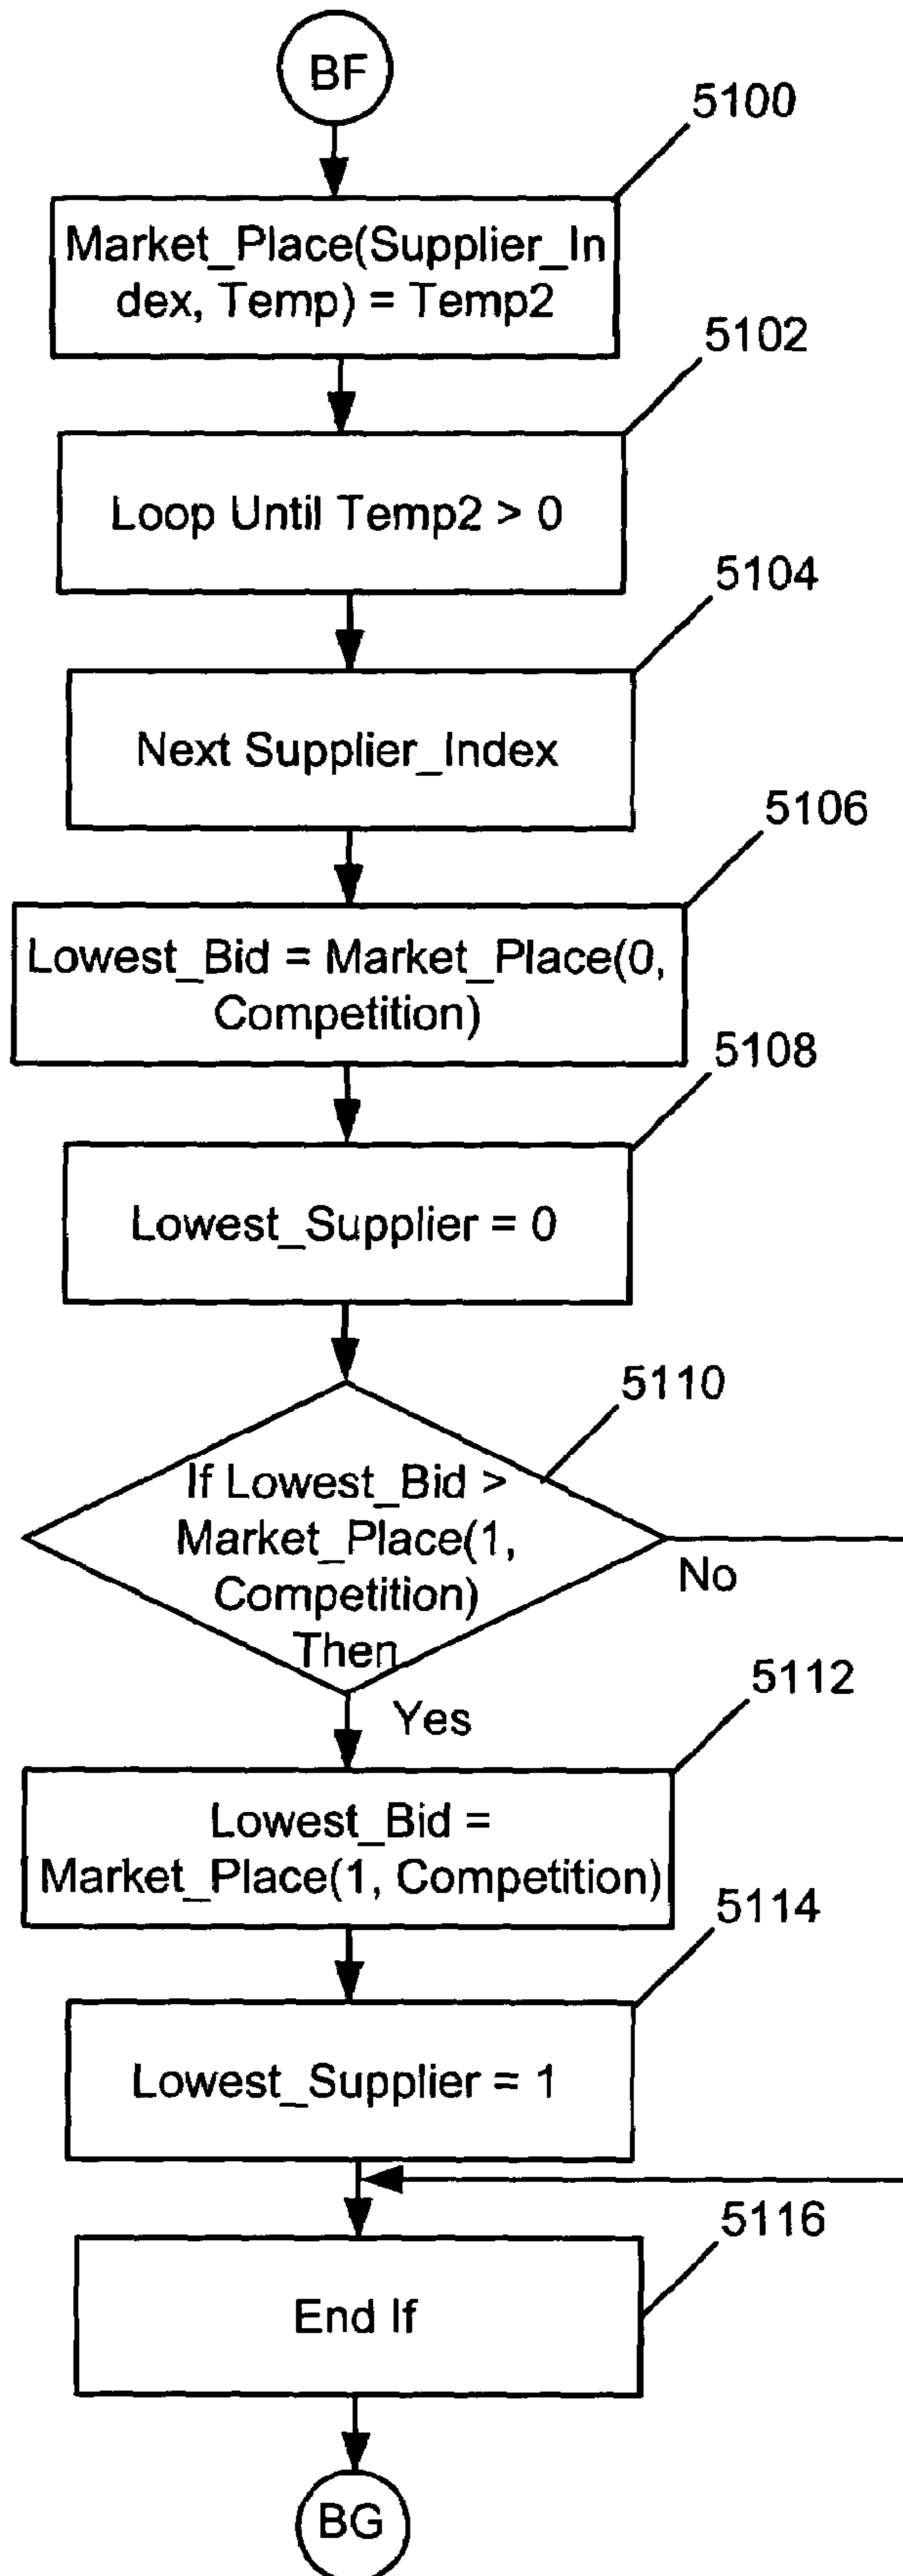 BF
5100
Market_Place(Supplier_In
dex, Temp) = Temp2
5102
Loop Until Temp2 > 0
5104
Next Supplier_Index
5106
Lowest_Bid = Market_Place(0,
Competition)
5108
Lowest_Supplier = 0
5110
If Lowest_Bid >
Market_Place(1,
Competition)
Then
No
Yes
5112
Lowest_Bid =
Market_Place(1, Competition)
5114
Lowest_Supplier = 1
5116
End If
BG